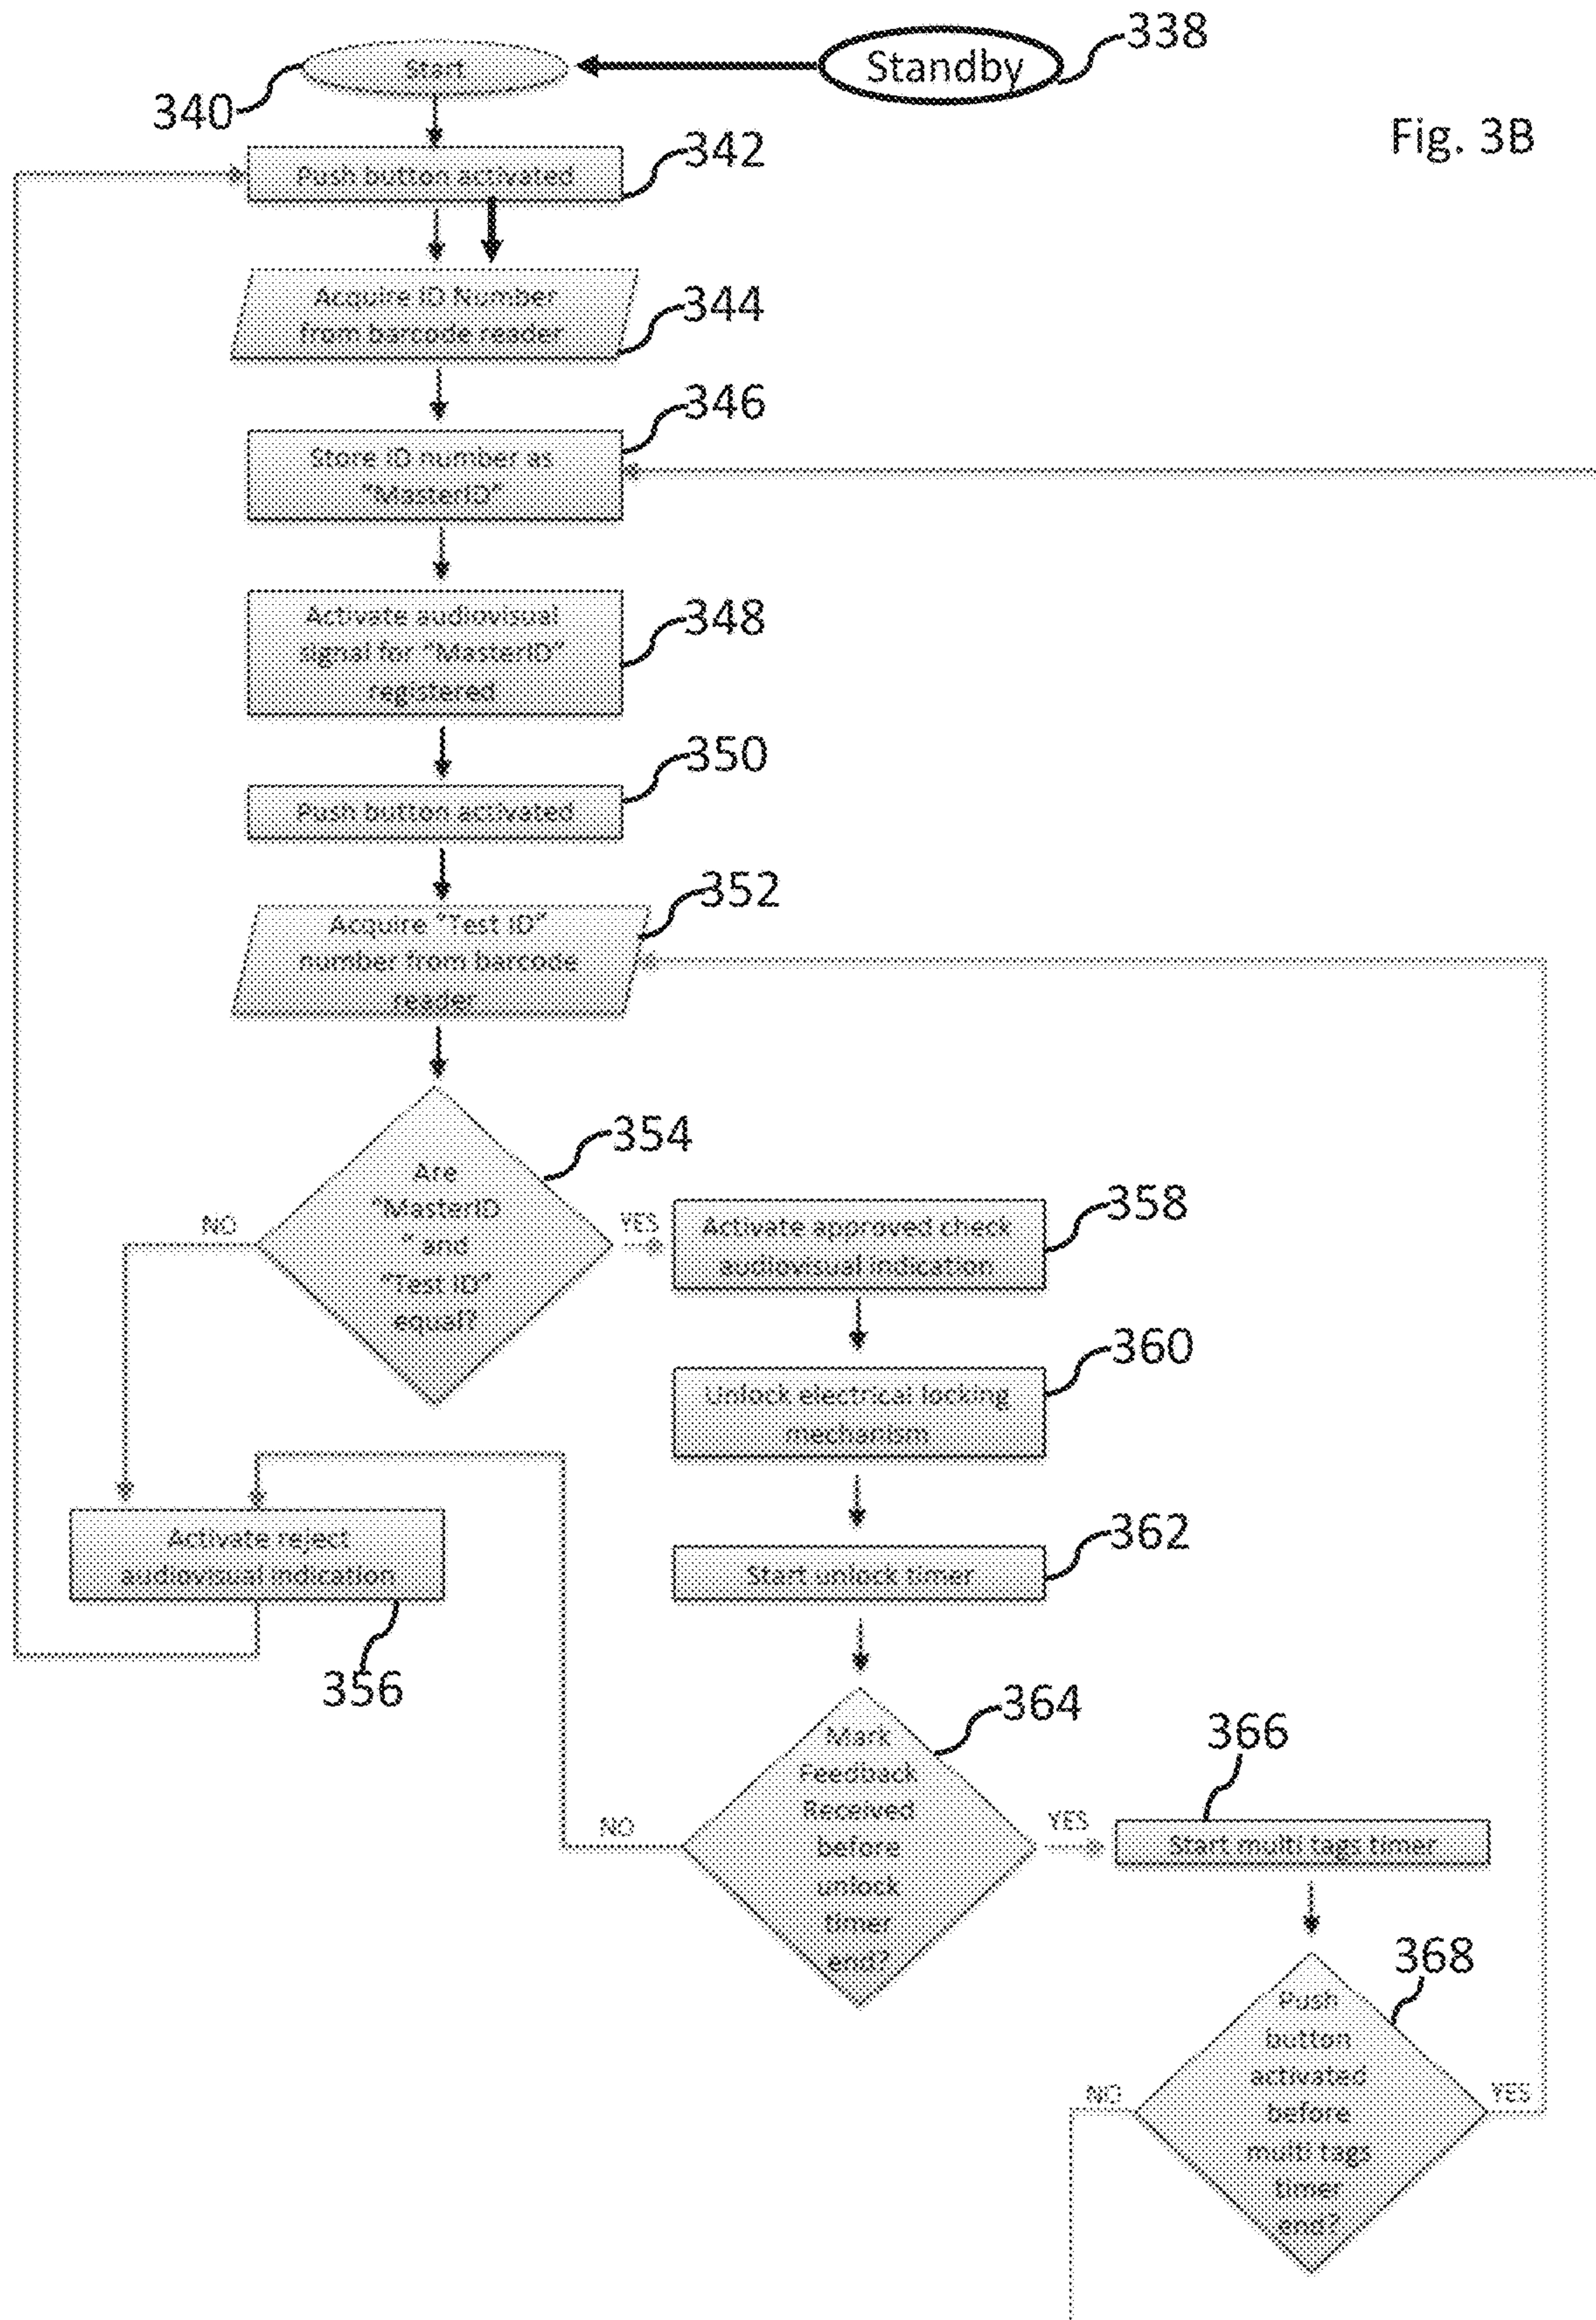 Start
Standby
338
340
Fig. 3B
342
Push button activated
Acquire ID Number
from barcode reader
344
346
Store ID number as
"MasterID"
Activate audiovisual
signal for "MasterID"
registered
348
350
Push button activated
352
Acquire "Test ID"
number from barcode
reader
354
Are
"MasterID
" and
"Test ID"
equal?
NO
YES
358
Activate approved check
audiovisual indication
360
Unlock electrical locking
mechanism
Activate reject
audiovisual indication
356
362
Start unlock timer
364
Mark
Feedback
Received
before
unlock
timer
end?
NO
YES
366
Start multi tags timer
368
Push
button
activated
before
multi tags
timer
end?
NO
YES